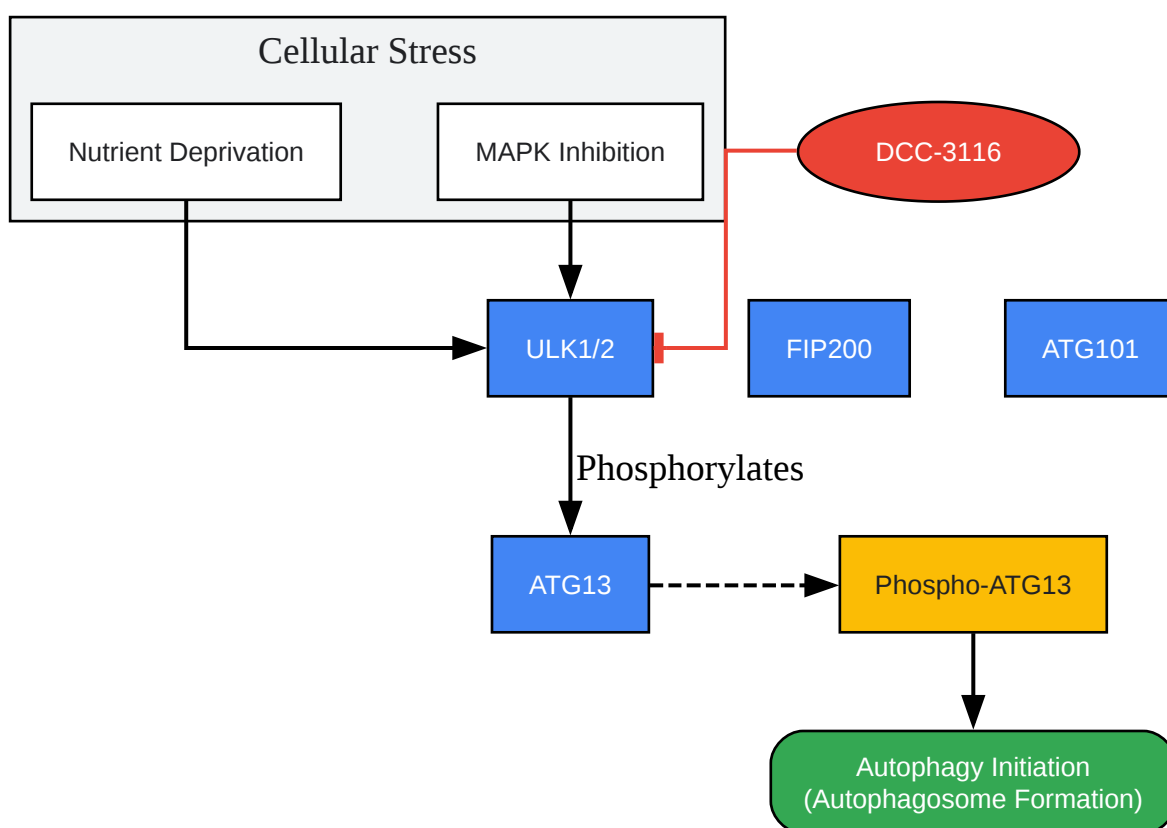 Cellular Stress
Nutrient Deprivation
MAPK Inhibition
DCC-3116
ULK1/2
FIP200
ATG101
Phosphorylates
ATG13
Phospho-ATG13
Autophagy Initiation
(Autophagosome Formation)